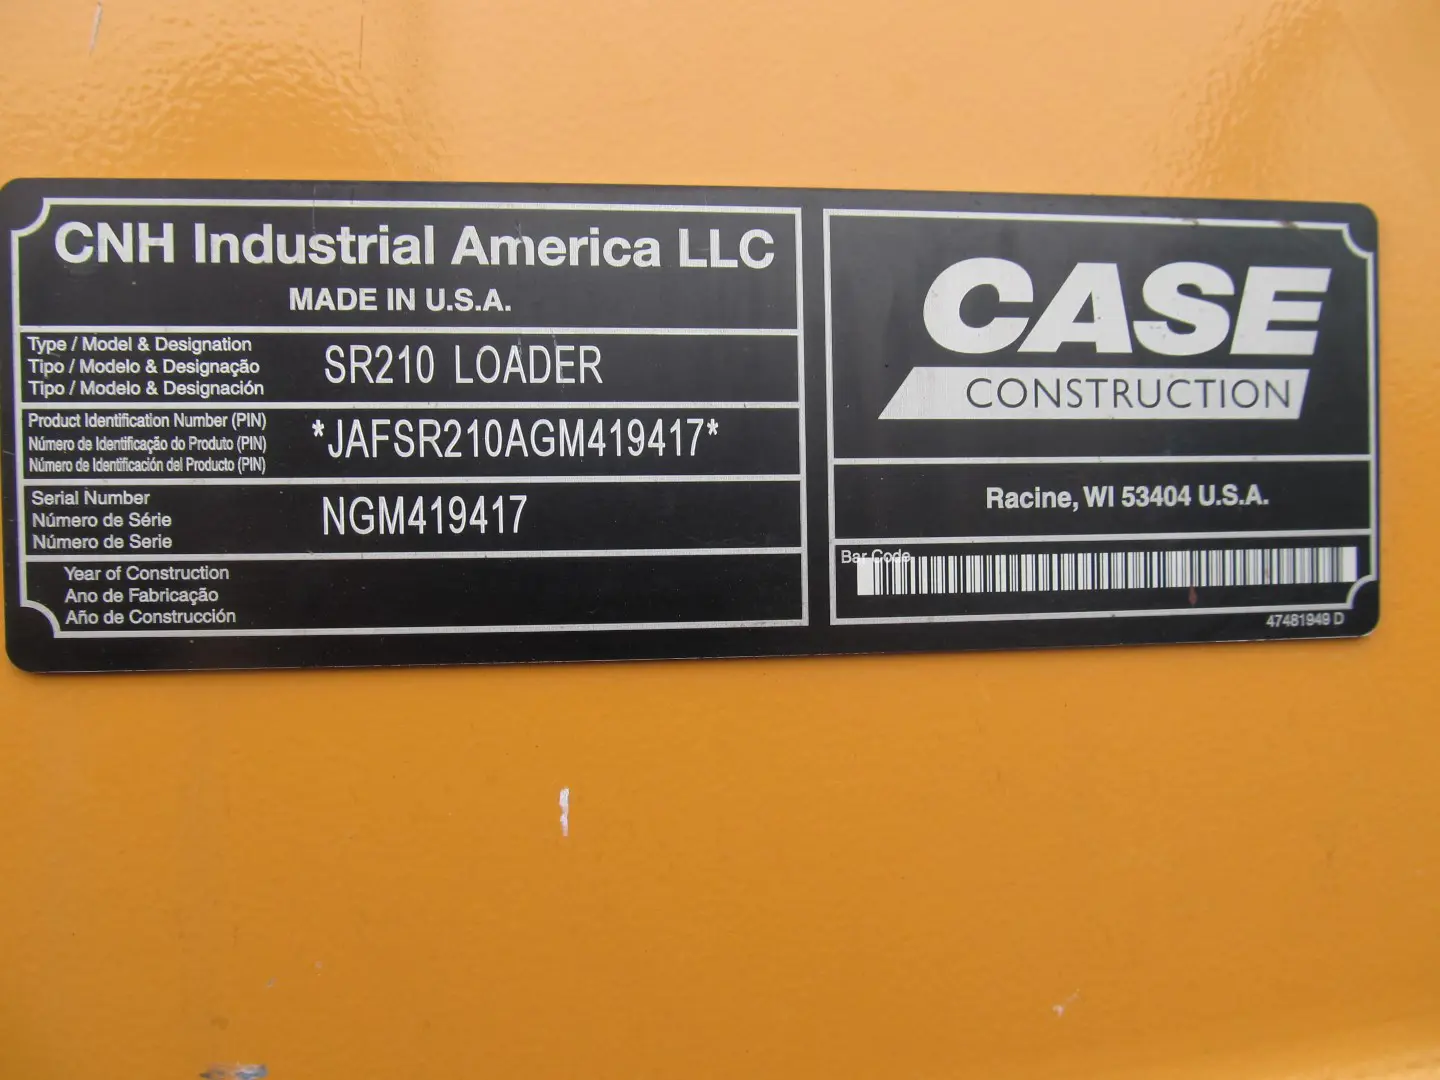 CNH Industrial America LLC
MADE IN U.S.A.
Type / Model & Designation
Tipo / Modelo & Designação
Tipo / Modelo & Designación
SR210 LOADER
Product Identification Number (PIN)
Número de Identificação do Produto (PIN)
Número de Identificación del Producto (PIN)
*JAFSR210AGM419417*
Serial Number
Número de Série
Número de Serie
NGM419417
Year of Construction
Ano de Fabricação
Año de Construcción
CASE
CONSTRUCTION
Racine, WI 53404 U.S.A.
Bar Code
47481949 D